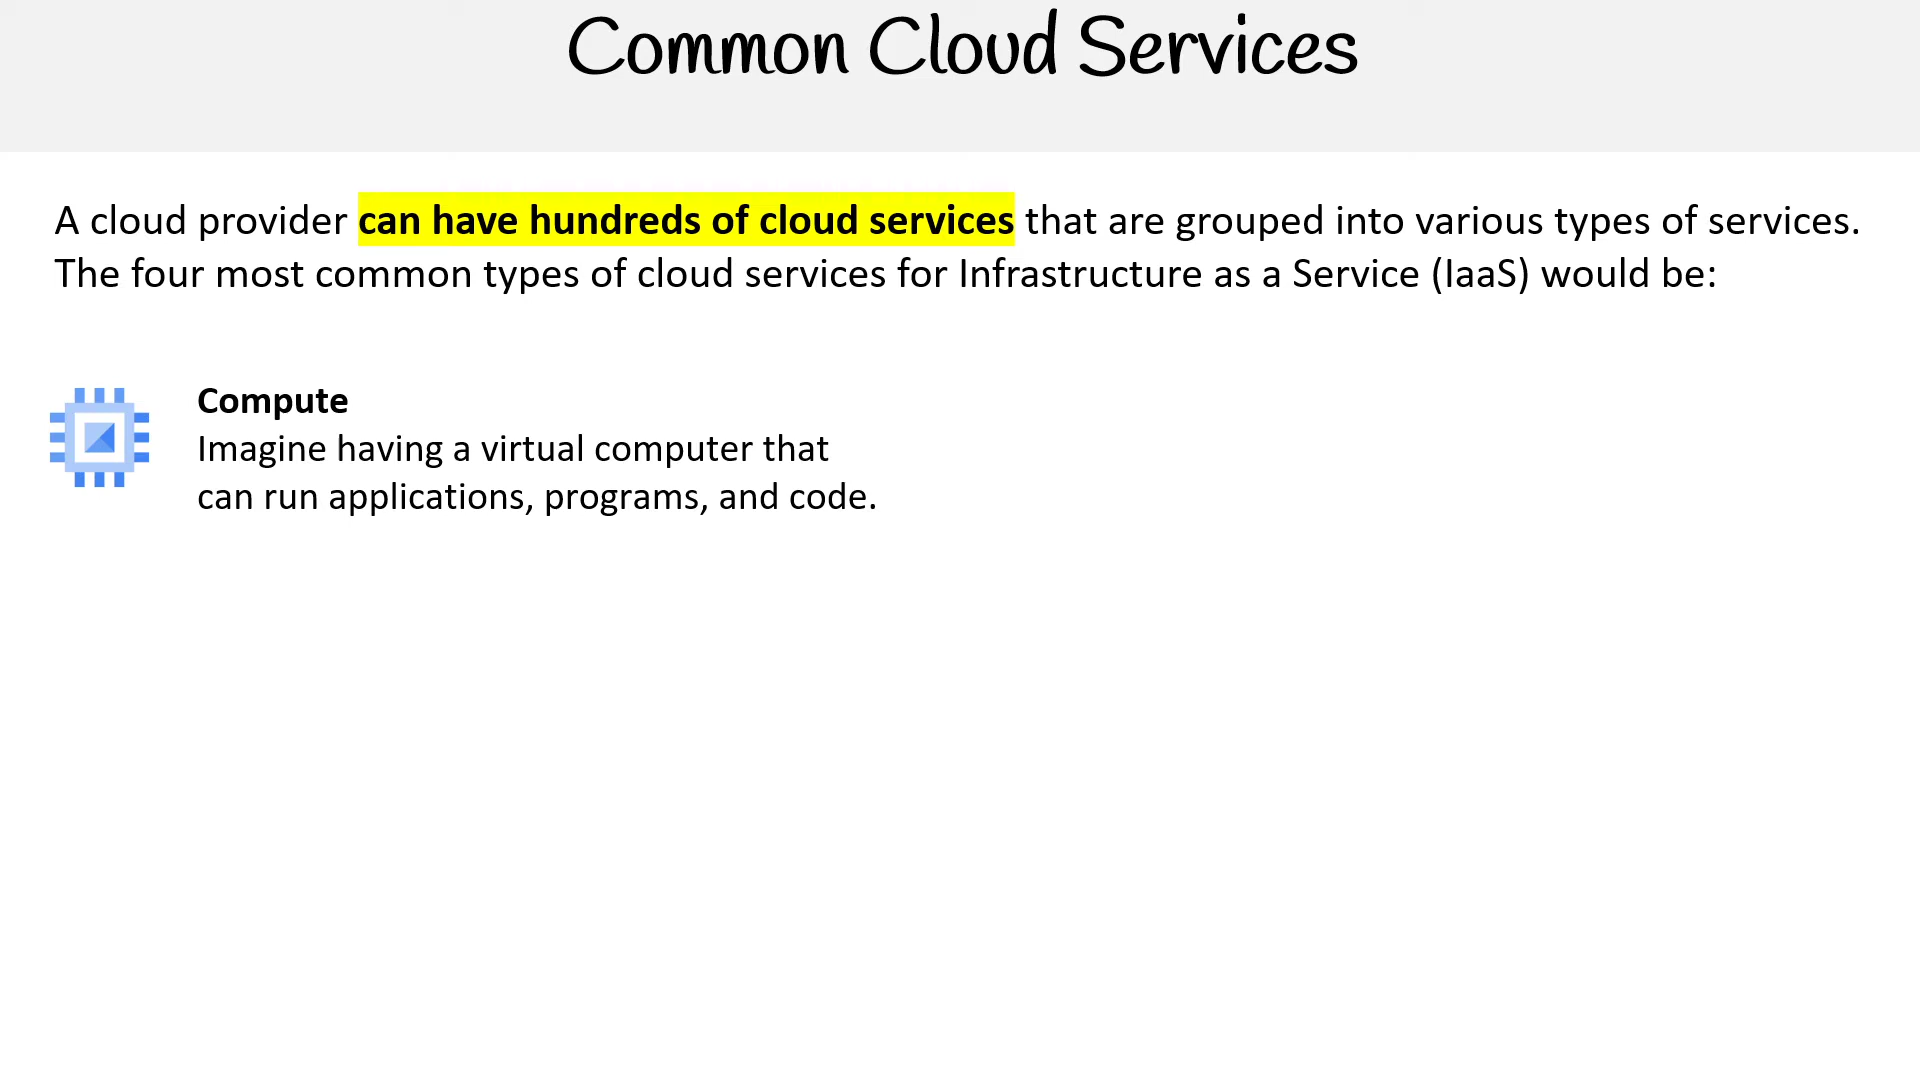 Common Cloud Services
A cloud provider can have hundreds of cloud services that are grouped into various types of services.
The four most common types of cloud services for Infrastructure as a Service (IaaS) would be:
Compute
Imagine having a virtual computer that
can run applications, programs, and code.